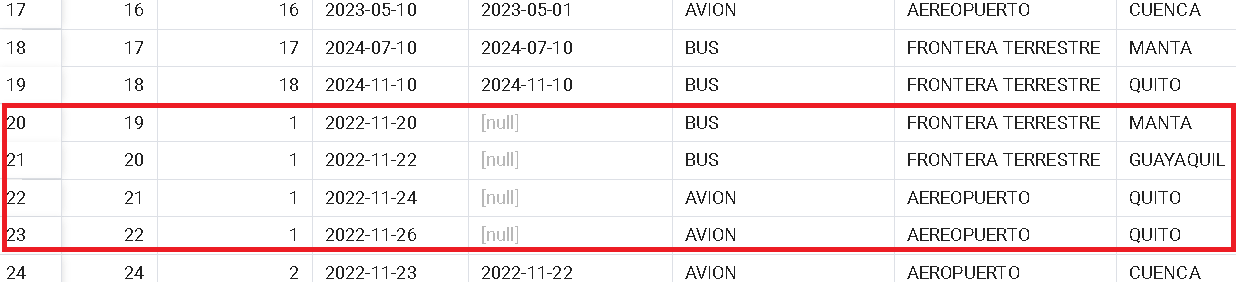 17 16 16 2023-05-10 2023-05-01 AVION AEREOPUERTO CUENCA
18 17 17 2024-07-10 2024-07-10 BUS FRONTERA TERRESTRE MANTA
19 18 18 2024-11-10 2024-11-10 BUS FRONTERA TERRESTRE QUITO
20 19 1 2022-11-20 [null] BUS FRONTERA TERRESTRE MANTA
21 20 1 2022-11-22 [null] BUS FRONTERA TERRESTRE GUAYAQUIL
22 21 1 2022-11-24 [null] AVION AEREOPUERTO QUITO
23 22 1 2022-11-26 [null] AVION AEREOPUERTO QUITO
24 24 2 2022-11-23 2022-11-22 AVION AEROPUERTO CUENCA